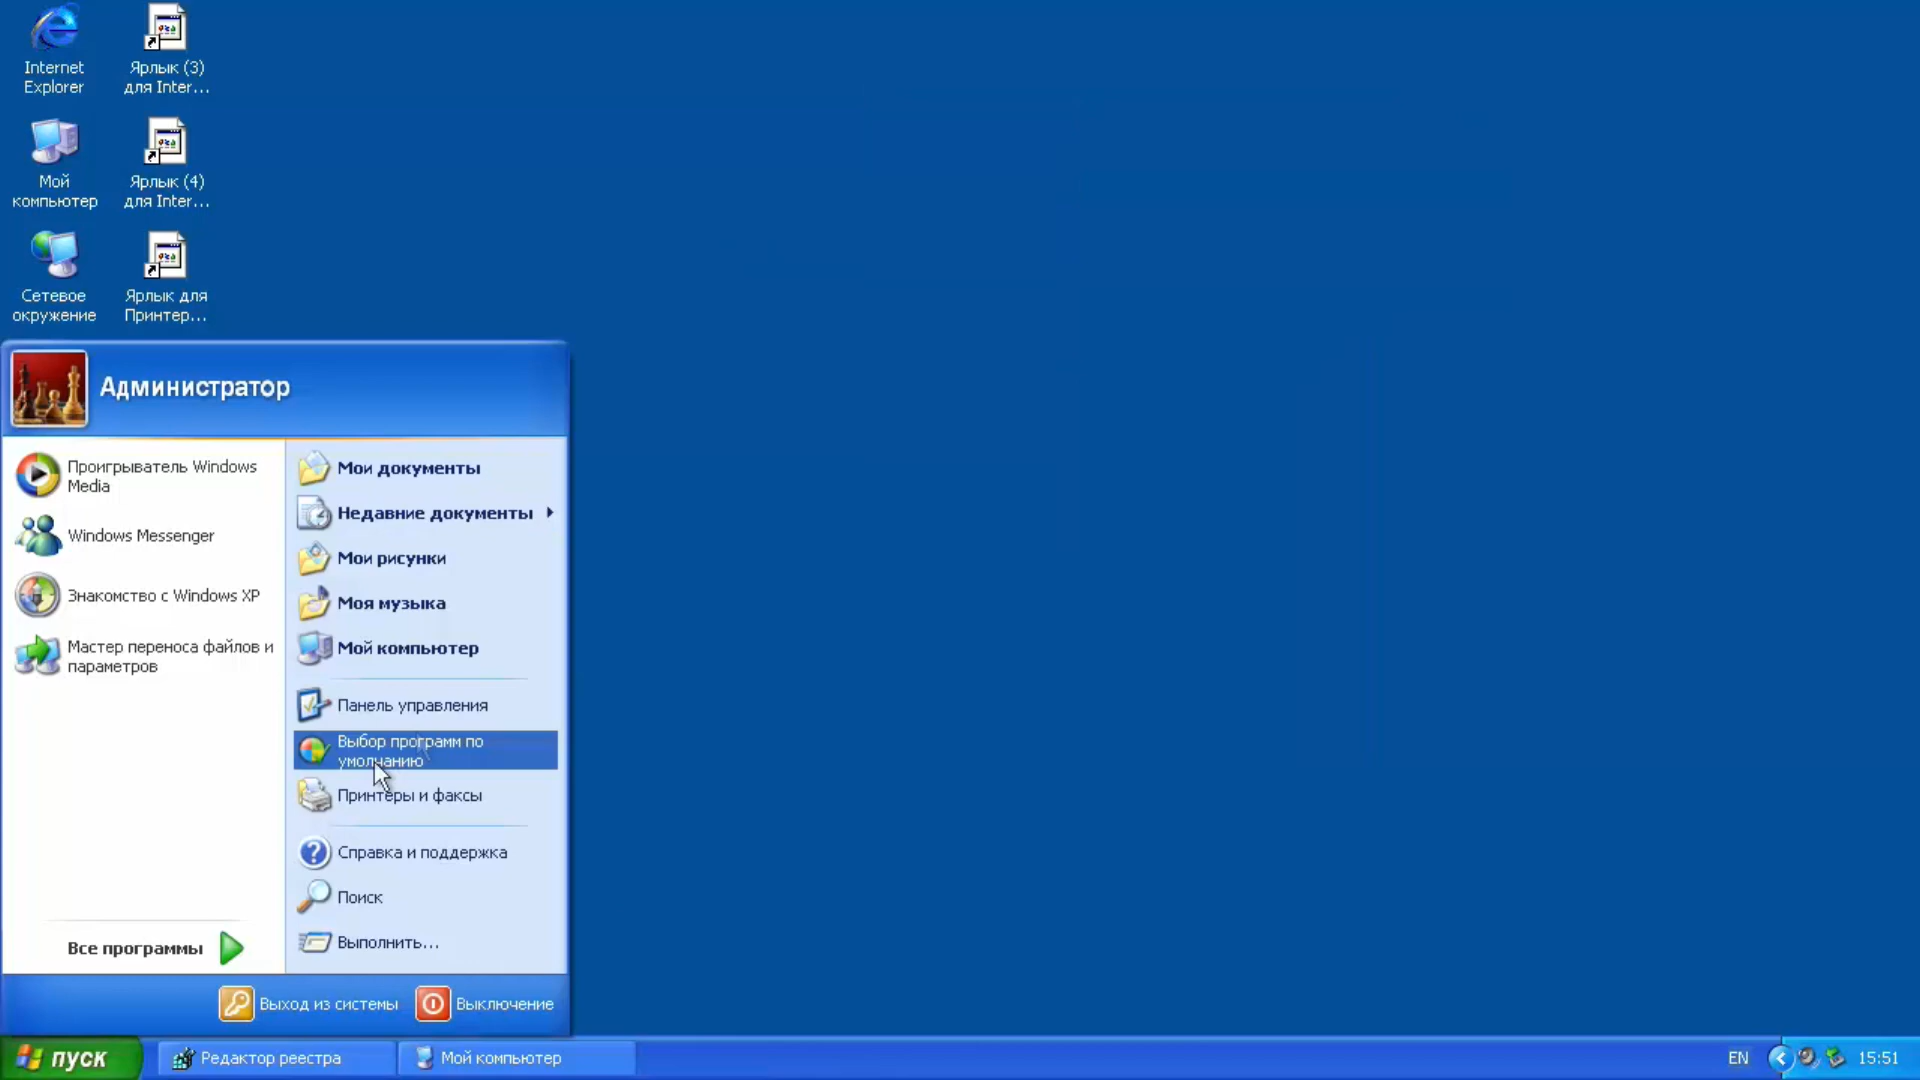 Internet
Explorer
Ярлык (3)
для Inter...
Мой
компьютер
Ярлык (4)
для Inter...
Сетевое
окружение
Ярлык для
Принтер...
Администратор
Проигрыватель Windows
Media
Windows Messenger
Знакомство с Windows XP
Мастер переноса файлов и
параметров
Все программы
Мои документы
Недавние документы
Мои рисунки
Моя музыка
Мой компьютер
Панель управления
Выбор программ по
умолчанию
Принтеры и факсы
Справка и поддержка
Поиск
Выполнить...
Выход из системы
Выключение
пуск
Редактор реестра
Мой компьютер
EN
15:51